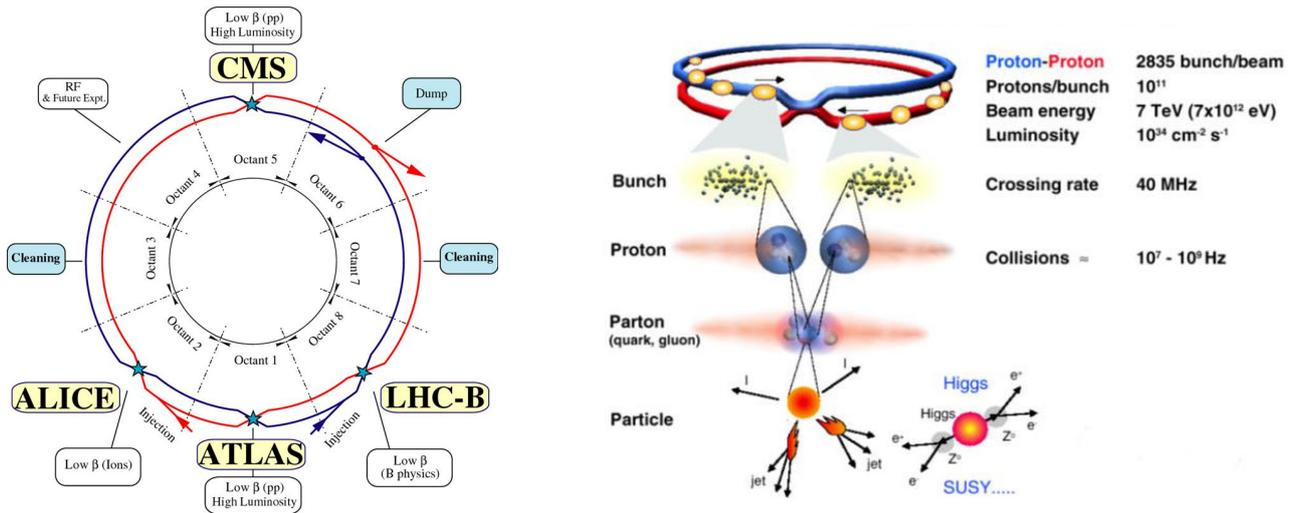 Low β (pp)
High Luminosity
CMS
RF
& Future Expt.
Dump
Octant 5
Octant 4
Octant 6
Cleaning
Octant 3
Octant 7
Cleaning
Octant 2
Octant 8
Octant 1
ALICE
LHC-B
Injection
Injection
ATLAS
Low β (Ions)
Low β
(B physics)
Low β (pp)
High Luminosity
Proton-Proton 2835 bunch/beam
Protons/bunch 10¹¹
Beam energy 7 TeV (7x10¹² eV)
Luminosity 10³⁴ cm⁻² s⁻¹
Bunch
Crossing rate 40 MHz
Proton
Collisions ≈ 10⁷ - 10⁹ Hz
Parton
(quark, gluon)
l
l
Particle
jet
jet
Higgs
e⁺
Higgs
e⁻
Z⁰
e⁺
Z⁰
e⁻
SUSY.....